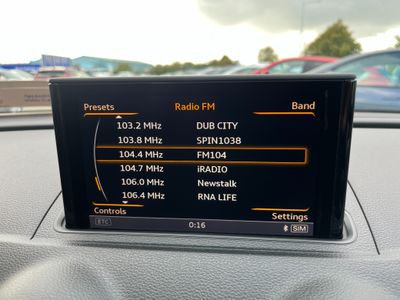 Presets Radio FM Band
103.2 MHz DUB CITY
103.8 MHz SPIN1038
104.4 MHz FM104
104.7 MHz iRADIO
106.0 MHz Newstalk
106.4 MHz RNA LIFE
Controls Settings
ETC 0:16 SIM